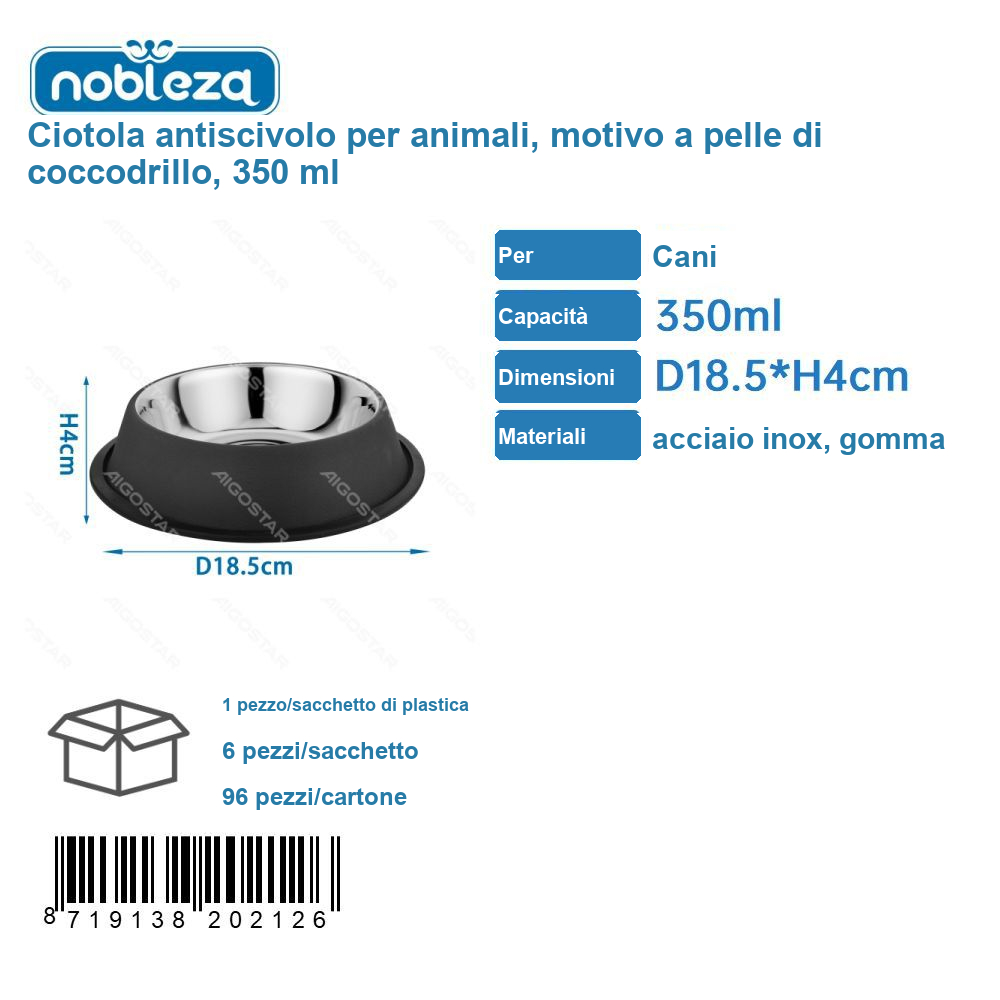 nobleza
Ciotola antiscivolo per animali, motivo a pelle di
coccodrillo, 350 ml
Per
Cani
Capacità
350ml
Dimensioni
D18.5*H4cm
Materiali
acciaio inox, gomma
H4cm
D18.5cm
AIGOSTAR
1 pezzo/sacchetto di plastica
6 pezzi/sacchetto
96 pezzi/cartone
8 719138 202126